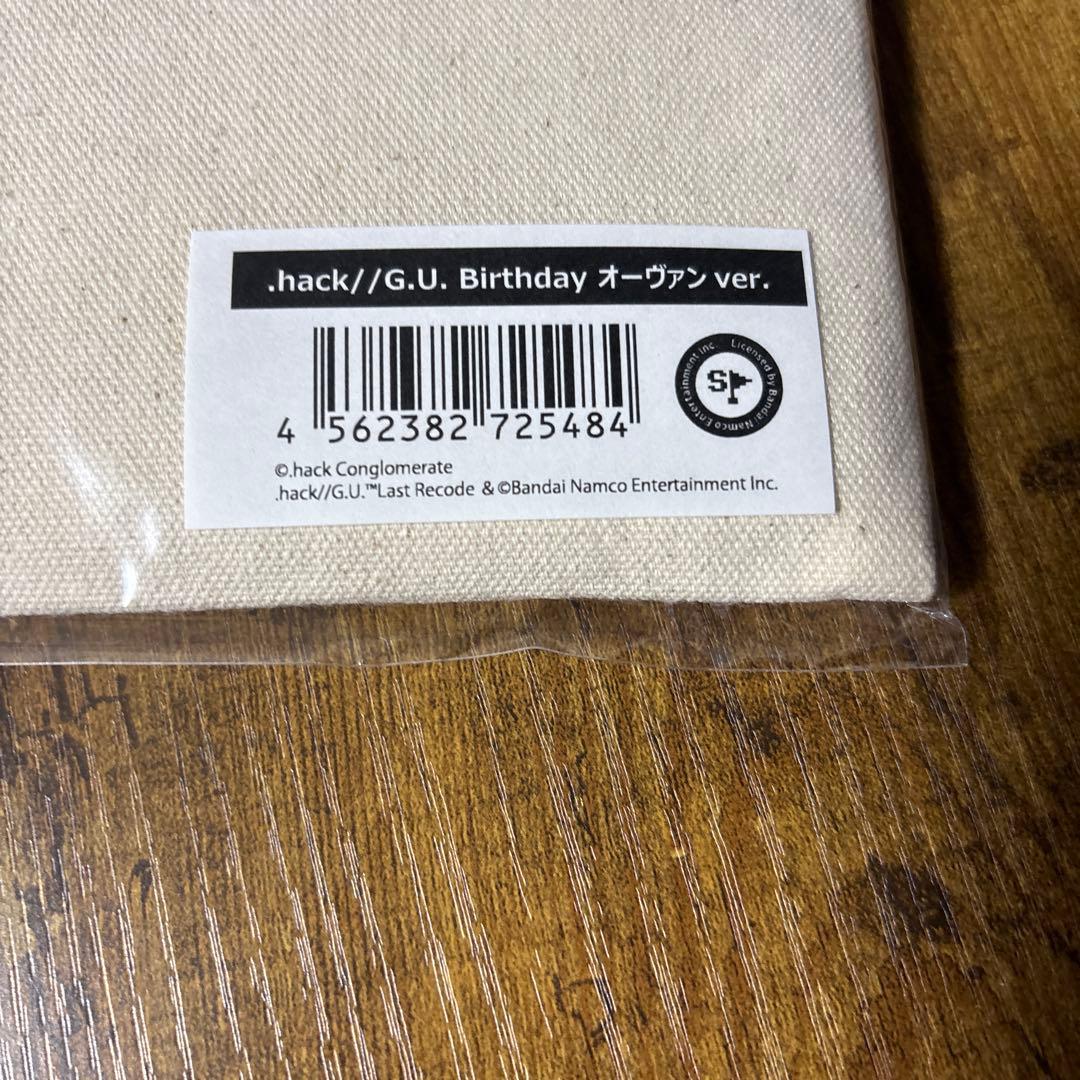 .hack//G.U. Birthday オーヴァン ver.
4 562382 725484
Licensed by Bandai Namco Entertainment Inc.
SP
©.hack Conglomerate
.hack//G.U.™Last Recode & ©Bandai Namco Entertainment Inc.